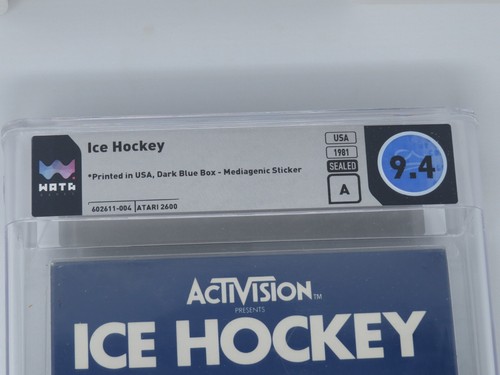 Ice Hockey
*Printed in USA, Dark Blue Box - Mediagenic Sticker
602611-004 ATARI 2600
WATA
USA
1981
SEALED
A
9.4
ACTIVISION™
PRESENTS
ICE HOCKEY